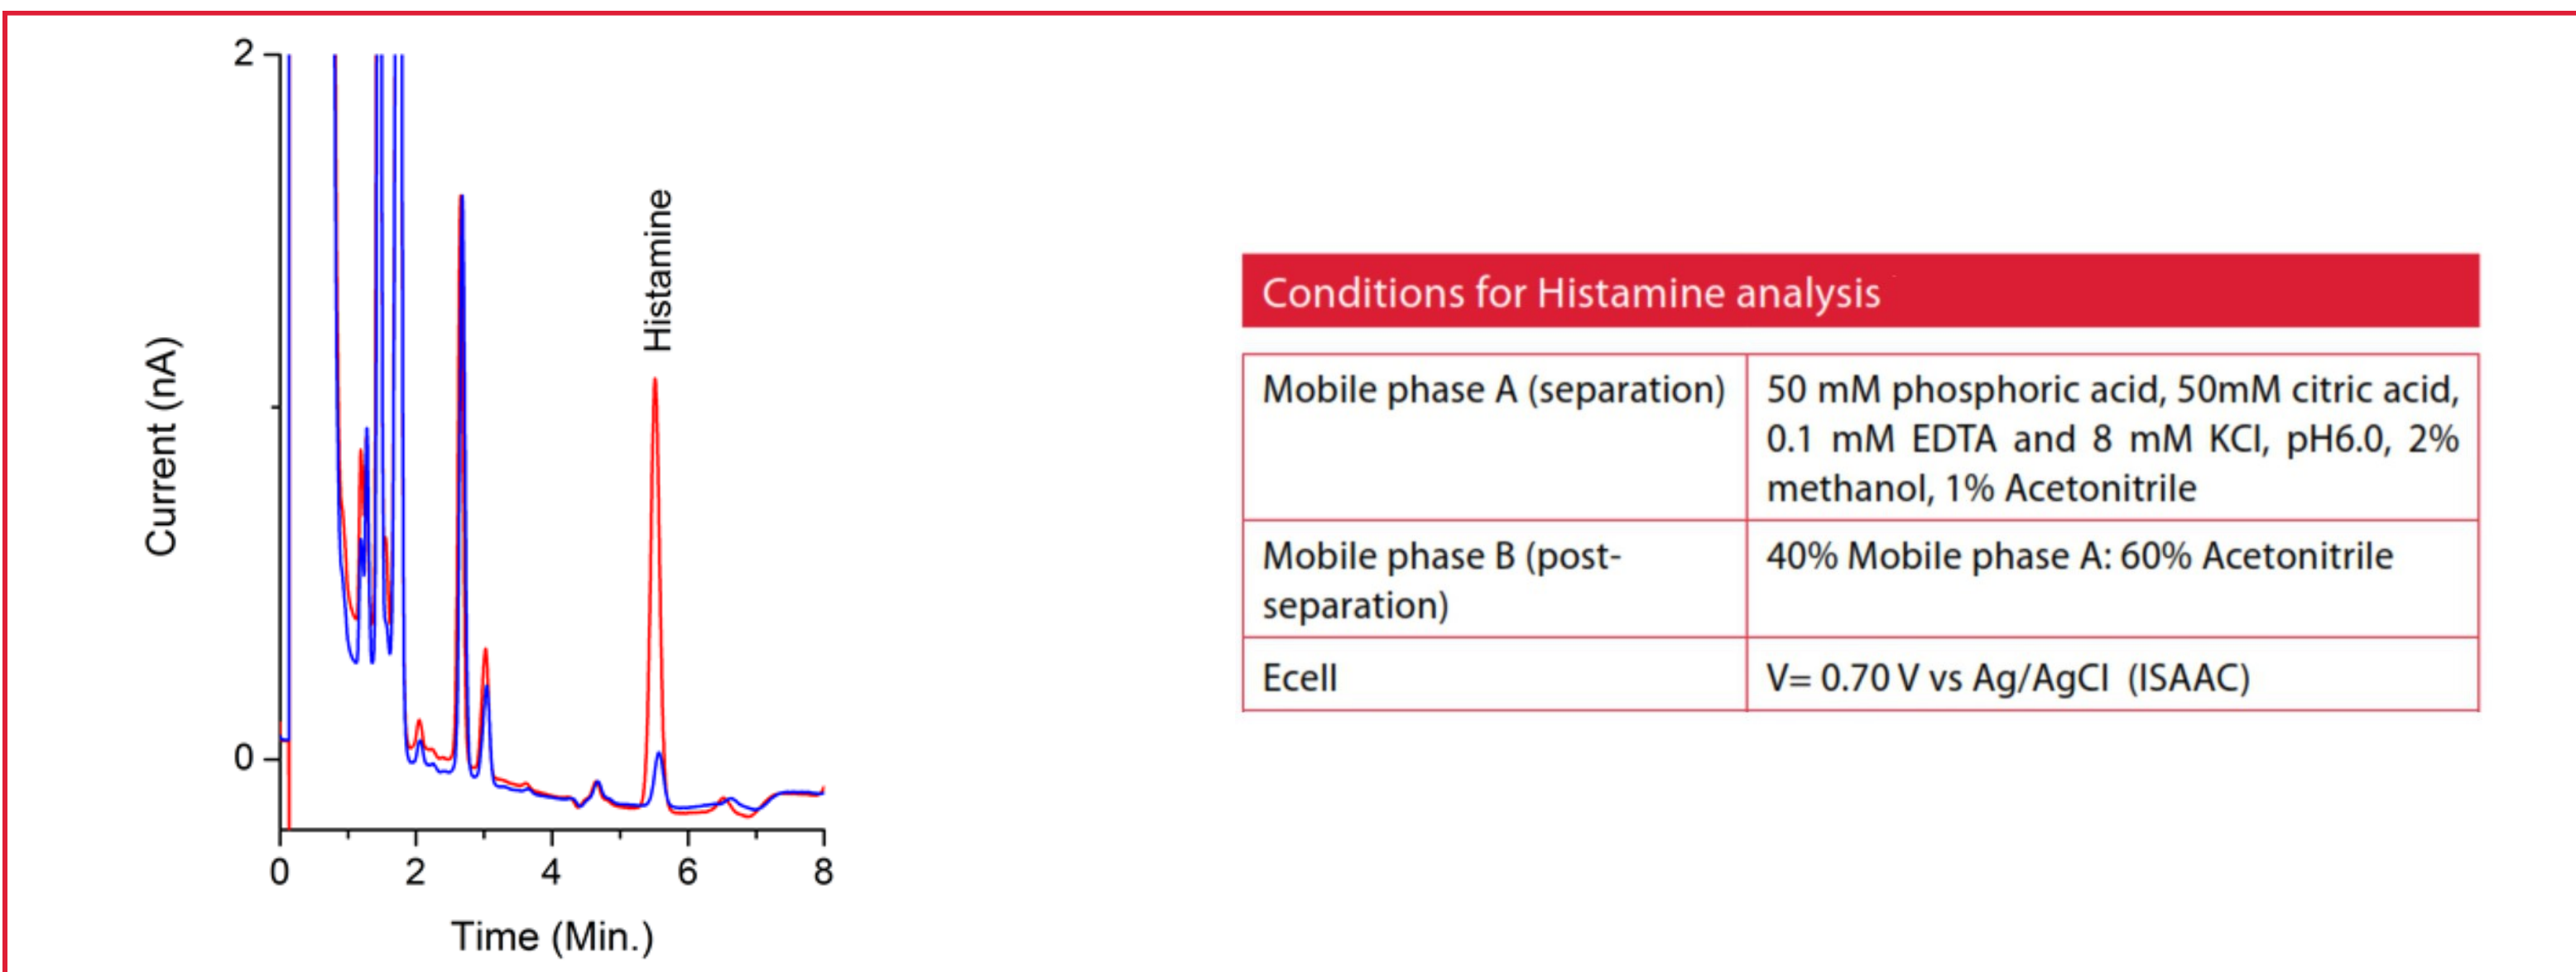 2
0
Current (nA)
Histamine
0 2 4 6 8
Time (Min.)
Conditions for Histamine analysis
Mobile phase A (separation)
50 mM phosphoric acid, 50mM citric acid,
0.1 mM EDTA and 8 mM KCl, pH6.0, 2%
methanol, 1% Acetonitrile
Mobile phase B (post-
separation)
40% Mobile phase A: 60% Acetonitrile
Ecell
V= 0.70 V vs Ag/AgCl (ISAAC)